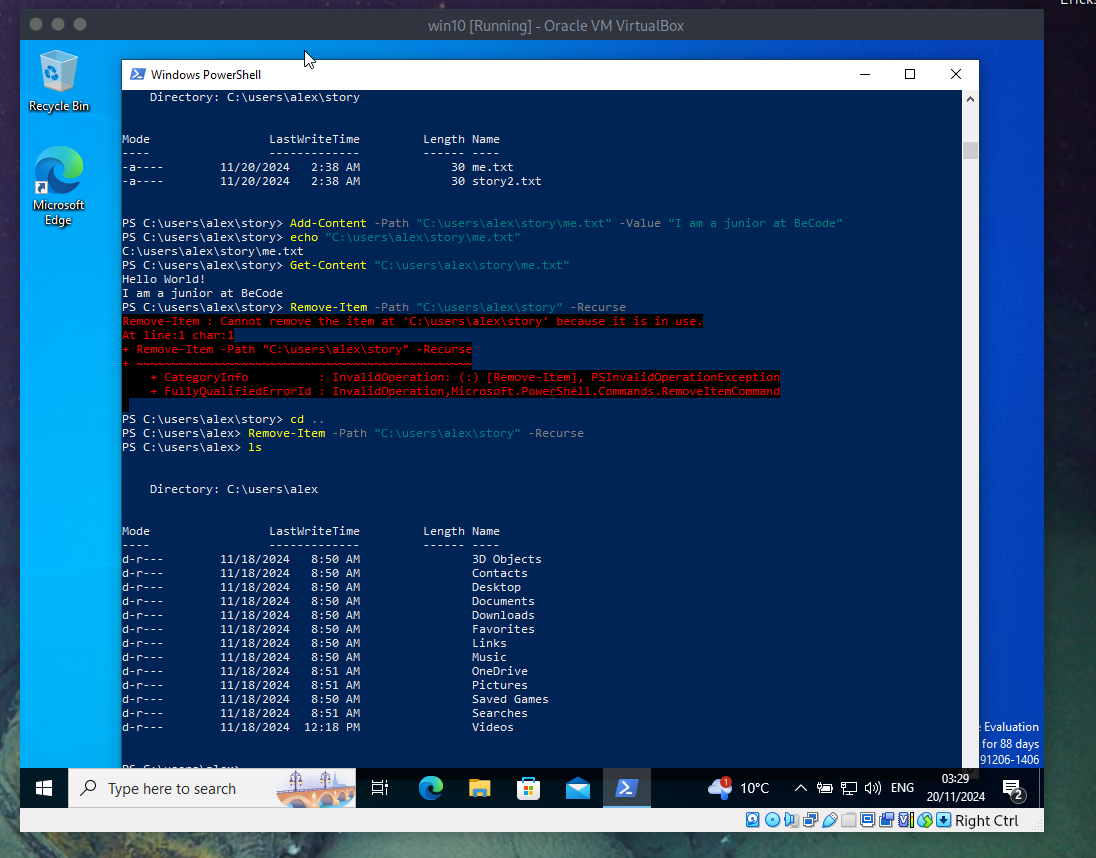 win10 [Running] - Oracle VM VirtualBox
Recycle Bin
Microsoft
Edge
Windows PowerShell
Directory: C:\users\alex\story
Mode LastWriteTime Length Name
---- ------------- ------ ----
-a---- 11/20/2024 2:38 AM 30 me.txt
-a---- 11/20/2024 2:38 AM 30 story2.txt
PS C:\users\alex\story> Add-Content -Path "C:\users\alex\story\me.txt" -Value "I am a junior at BeCode"
PS C:\users\alex\story> echo "C:\users\alex\story\me.txt"
C:\users\alex\story\me.txt
PS C:\users\alex\story> Get-Content "C:\users\alex\story\me.txt"
Hello World!
I am a junior at BeCode
PS C:\users\alex\story> Remove-Item -Path "C:\users\alex\story" -Recurse
Remove-Item : Cannot remove the item at 'C:\users\alex\story' because it is in use.
At line:1 char:1
+ Remove-Item -Path "C:\users\alex\story" -Recurse
+ ~~~~~~~~~~~~~~~~~~~~~~~~~~~~~~~~~~~~~~~~~~~~~~~~
+ CategoryInfo : InvalidOperation: (:) [Remove-Item], PSInvalidOperationException
+ FullyQualifiedErrorId : InvalidOperation,Microsoft.PowerShell.Commands.RemoveItemCommand
PS C:\users\alex\story> cd ..
PS C:\users\alex> Remove-Item -Path "C:\users\alex\story" -Recurse
PS C:\users\alex> ls
Directory: C:\users\alex
Mode LastWriteTime Length Name
---- ------------- ------ ----
d-r--- 11/18/2024 8:50 AM 3D Objects
d-r--- 11/18/2024 8:50 AM Contacts
d-r--- 11/18/2024 8:50 AM Desktop
d-r--- 11/18/2024 8:50 AM Documents
d-r--- 11/18/2024 8:50 AM Downloads
d-r--- 11/18/2024 8:50 AM Favorites
d-r--- 11/18/2024 8:50 AM Links
d-r--- 11/18/2024 8:50 AM Music
d-r--- 11/18/2024 8:51 AM OneDrive
d-r--- 11/18/2024 8:51 AM Pictures
d-r--- 11/18/2024 8:50 AM Saved Games
d-r--- 11/18/2024 8:51 AM Searches
d-r--- 11/18/2024 12:18 PM Videos
PS C:\users\alex>
Evaluation
for 88 days
91206-1406
Type here to search
1
10°C
ENG
03:29
20/11/2024
2
Right Ctrl